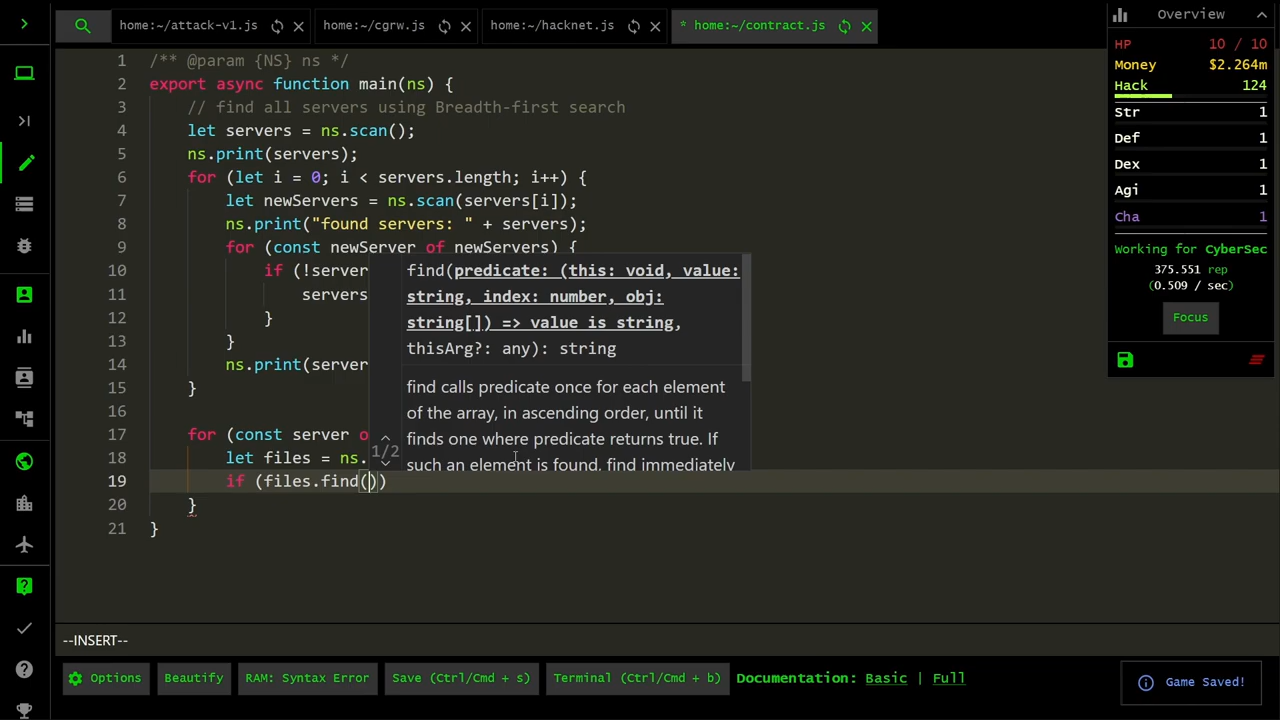 home:~/attack-v1.js
home:~/cgrw.js
home:~/hacknet.js
* home:~/contract.js
Overview
HP 10 / 10
Money $2.264m
Hack 124
Str 1
Def 1
Dex 1
Agi 1
Cha 1
Working for CyberSec
375.551 rep
(0.509 / sec)
Focus
1 /** @param {NS} ns */
2 export async function main(ns) {
3 // find all servers using Breadth-first search
4 let servers = ns.scan();
5 ns.print(servers);
6 for (let i = 0; i < servers.length; i++) {
7 let newServers = ns.scan(servers[i]);
8 ns.print("found servers: " + servers);
9 for (const newServer of newServers) {
10 if (!server
11 servers
12 }
13 }
14 ns.print(server
15 }
16
17 for (const server o
18 let files = ns.
19 if (files.find())
20 }
21 }
find(predicate: (this: void, value:
string, index: number, obj:
string[]) => value is string,
thisArg?: any): string
1/2
find calls predicate once for each element
of the array, in ascending order, until it
finds one where predicate returns true. If
such an element is found, find immediately
--INSERT--
Options
Beautify
RAM: Syntax Error
Save (Ctrl/Cmd + s)
Terminal (Ctrl/Cmd + b)
Documentation: Basic | Full
Game Saved!